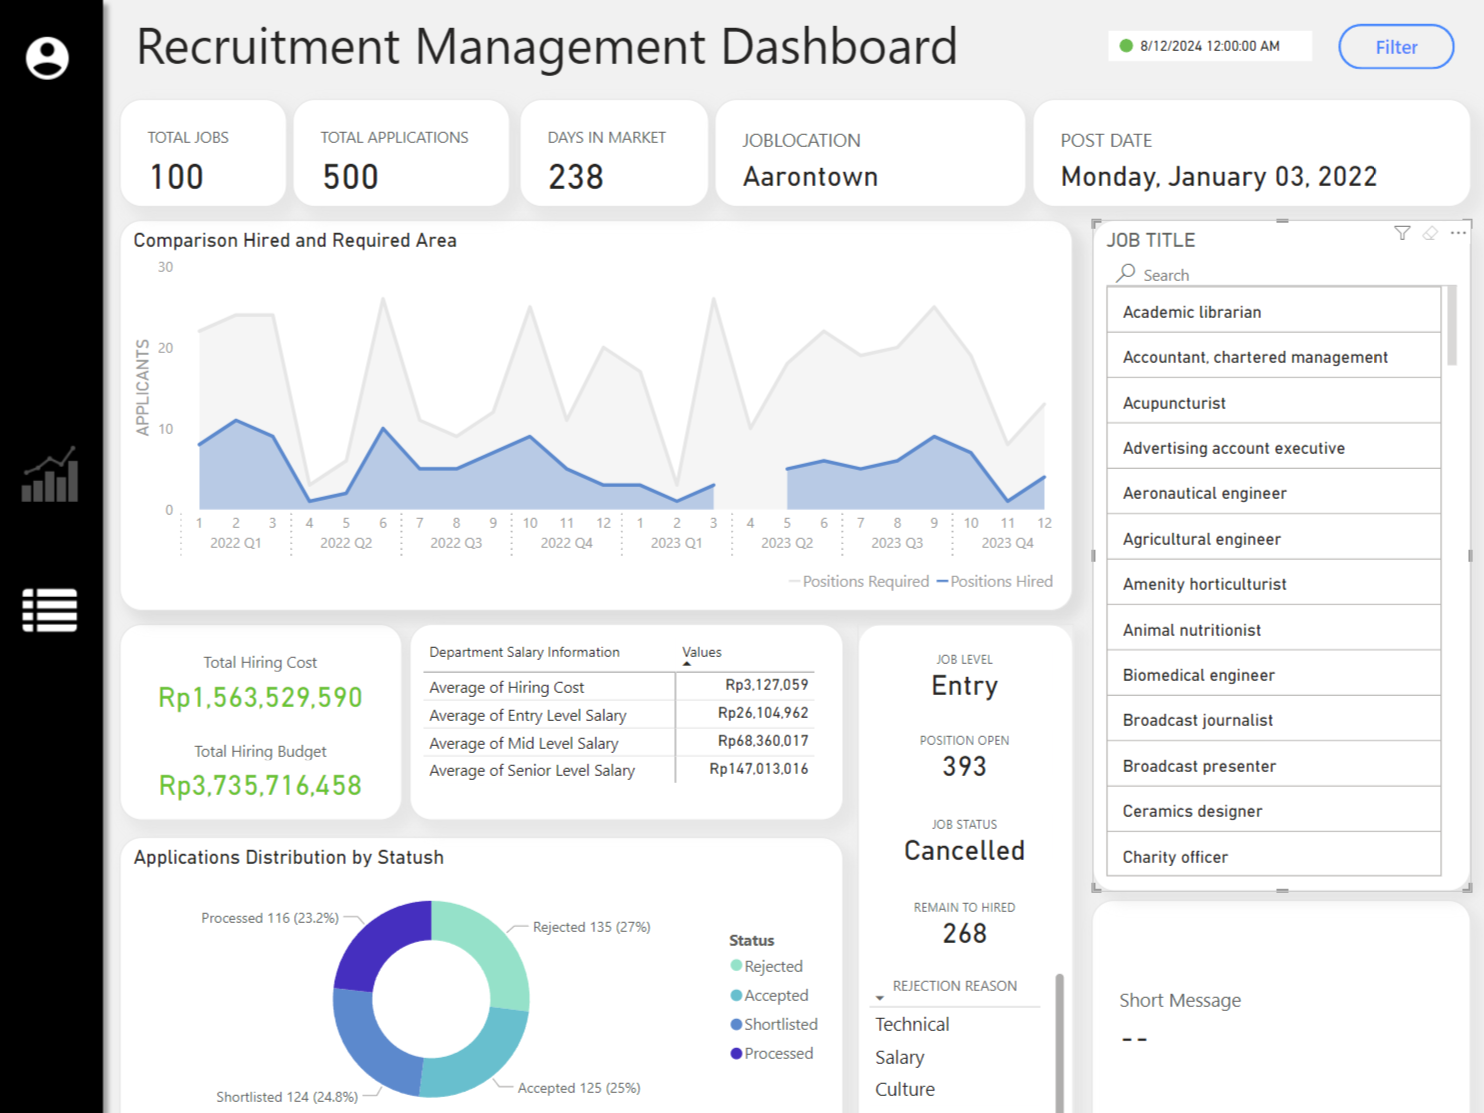 Recruitment Management Dashboard
8/12/2024 12:00:00 AM
Filter
TOTAL JOBS
100
TOTAL APPLICATIONS
500
DAYS IN MARKET
238
JOBLOCATION
Aarontown
POST DATE
Monday, January 03, 2022
Comparison Hired and Required Area
APPLICANTS
30
20
10
0
1 2 3 4 5 6 7 8 9 10 11 12 1 2 3 4 5 6 7 8 9 10 11 12
2022 Q1 2022 Q2 2022 Q3 2022 Q4 2023 Q1 2023 Q2 2023 Q3 2023 Q4
Positions Required Positions Hired
JOB TITLE
Search
Academic librarian
Accountant, chartered management
Acupuncturist
Advertising account executive
Aeronautical engineer
Agricultural engineer
Amenity horticulturist
Animal nutritionist
Biomedical engineer
Broadcast journalist
Broadcast presenter
Ceramics designer
Charity officer
Total Hiring Cost
Rp1,563,529,590
Total Hiring Budget
Rp3,735,716,458
Department Salary Information Values
Average of Hiring Cost Rp3,127,059
Average of Entry Level Salary Rp26,104,962
Average of Mid Level Salary Rp68,360,017
Average of Senior Level Salary Rp147,013,016
JOB LEVEL
Entry
POSITION OPEN
393
JOB STATUS
Cancelled
REMAIN TO HIRED
268
REJECTION REASON
Technical
Salary
Culture
Applications Distribution by Statush
Processed 116 (23.2%)
Rejected 135 (27%)
Shortlisted 124 (24.8%)
Accepted 125 (25%)
Status
Rejected
Accepted
Shortlisted
Processed
Short Message
--